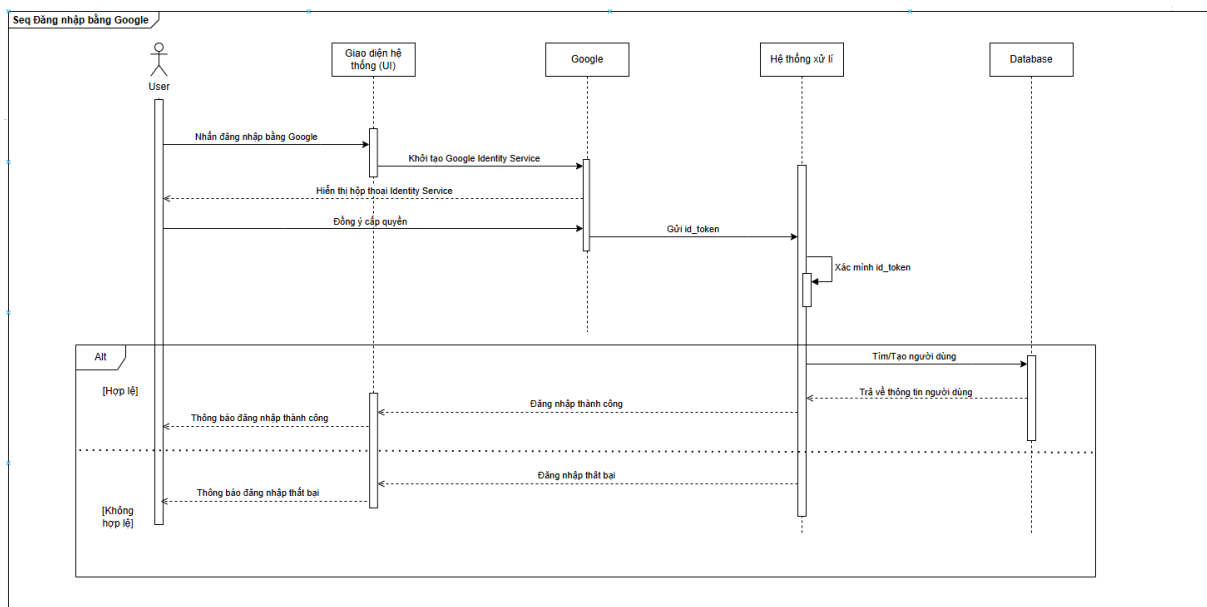 Seq Đăng nhập bằng Google
User
Giao diện hệ
thống (UI)
Google
Hệ thống xử lí
Database
Nhấn đăng nhập bằng Google
Khởi tạo Google Identity Service
Hiển thị hộp thoại Identity Service
Đồng ý cấp quyền
Gửi id_token
Xác minh id_token
Alt
Tìm/Tạo người dùng
[Hợp lệ]
Trả về thông tin người dùng
Đăng nhập thành công
Thông báo đăng nhập thành công
Đăng nhập thất bại
Thông báo đăng nhập thất bại
[Không
hợp lệ]